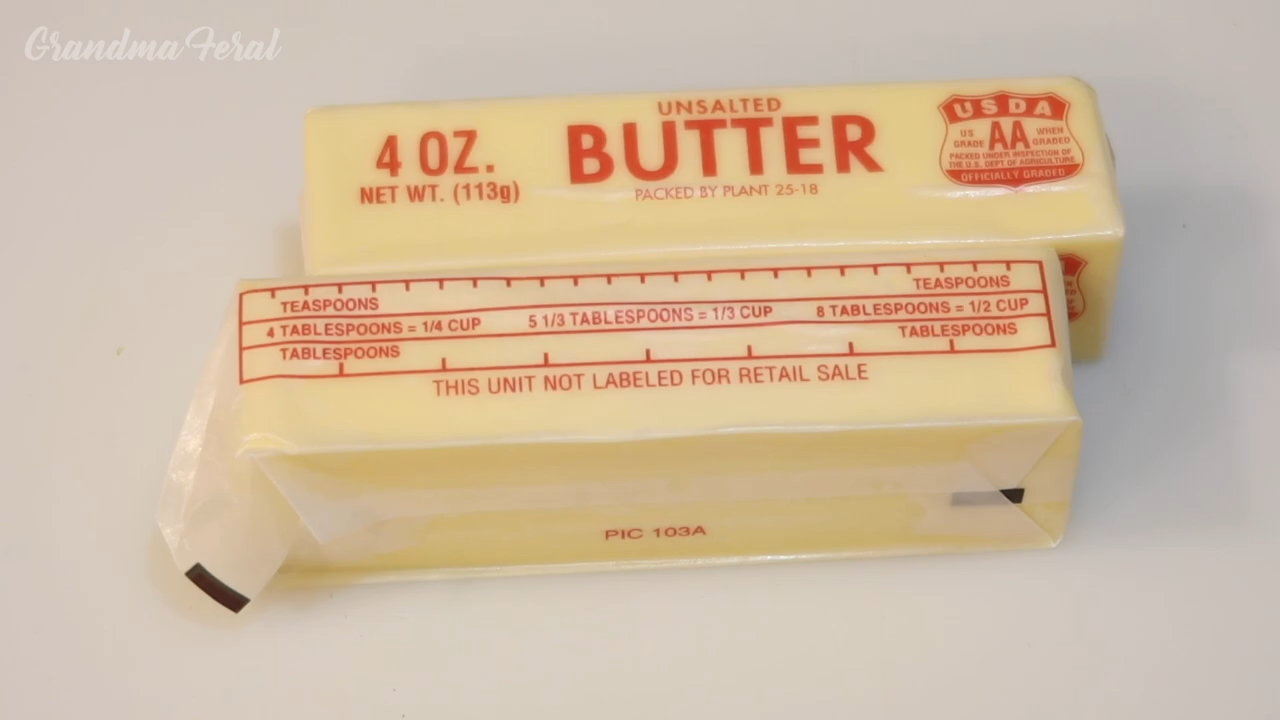 Grandma Feral
UNSALTED
4 OZ. BUTTER
NET WT. (113g)
PACKED BY PLANT 25-18
USDA
US GRADE AA WHEN GRADED
PACKED UNDER INSPECTION OF
THE U.S. DEPT. OF AGRICULTURE
OFFICIALLY GRADED
TEASPOONS TEASPOONS
4 TABLESPOONS = 1/4 CUP 5 1/3 TABLESPOONS = 1/3 CUP 8 TABLESPOONS = 1/2 CUP
TABLESPOONS TABLESPOONS
THIS UNIT NOT LABELED FOR RETAIL SALE
PIC 103A